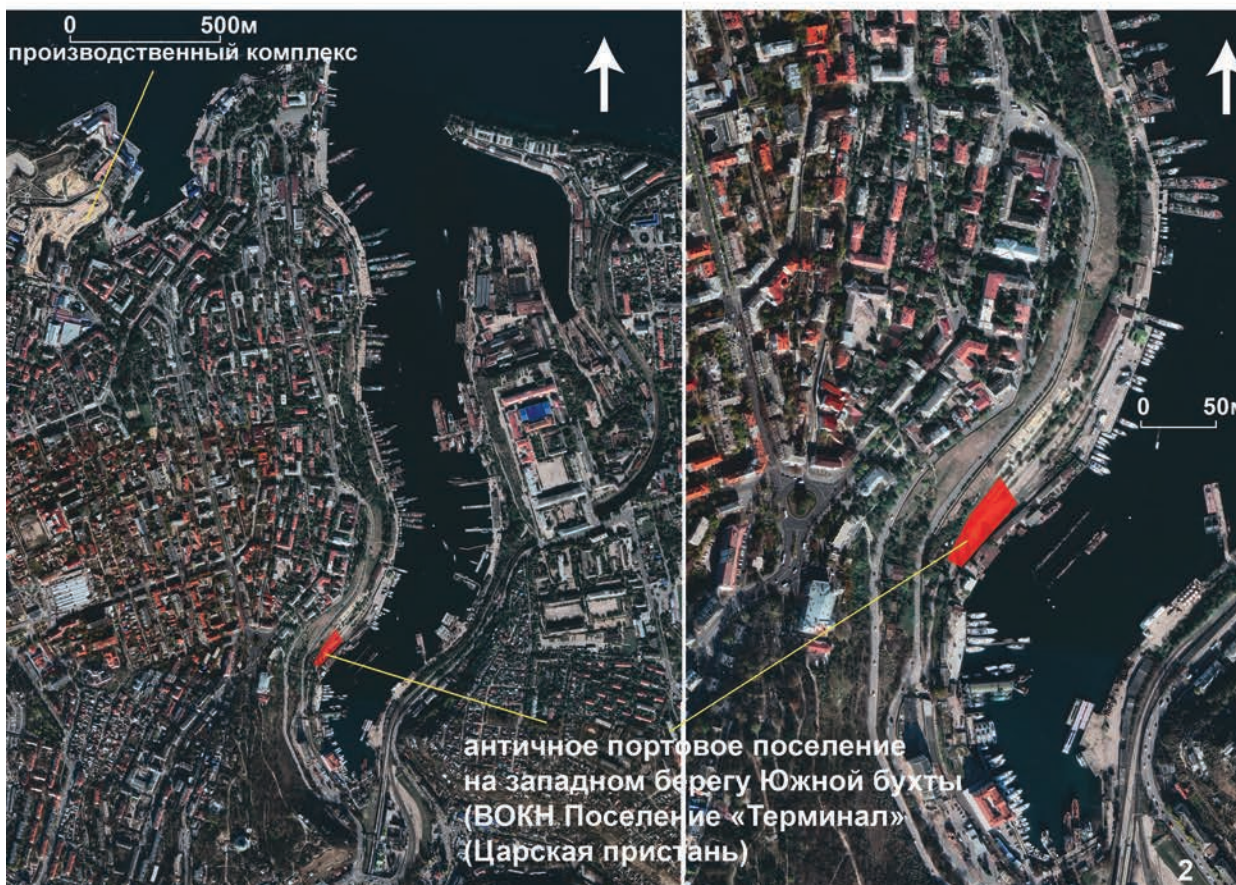 0 500м
производственный комплекс
0 50м
античное портовое поселение
на западном берегу Южной бухты
(ВОКН Поселение «Терминал»
(Царская пристань)
2